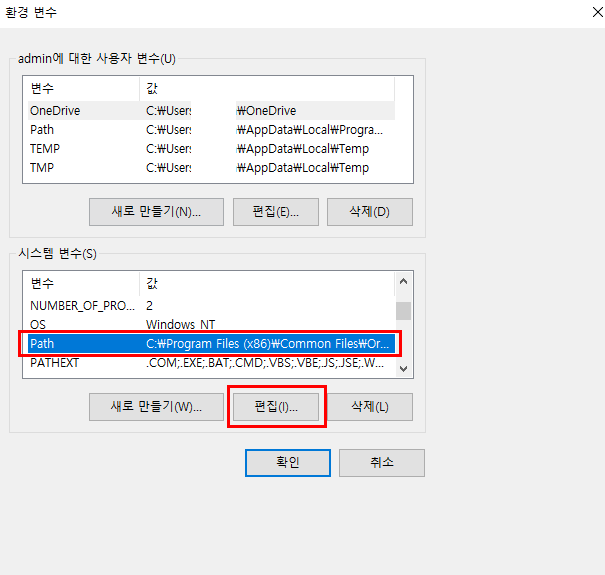 환경 변수
admin에 대한 사용자 변수(U)
변수 값
OneDrive C:₩Users ₩OneDrive
Path C:₩Users ₩AppData₩Local₩Progra...
TEMP C:₩Users ₩AppData₩Local₩Temp
TMP C:₩Users ₩AppData₩Local₩Temp
새로 만들기(N)... 편집(E)... 삭제(D)
시스템 변수(S)
변수 값
NUMBER_OF_PRO... 2
OS Windows_NT
Path C:₩Program Files (x86)₩Common Files₩Or...
PATHEXT .COM;.EXE;.BAT;.CMD;.VBS;.VBE;.JS;.JSE;.W...
새로 만들기(W)... 편집(I)... 삭제(L)
확인 취소